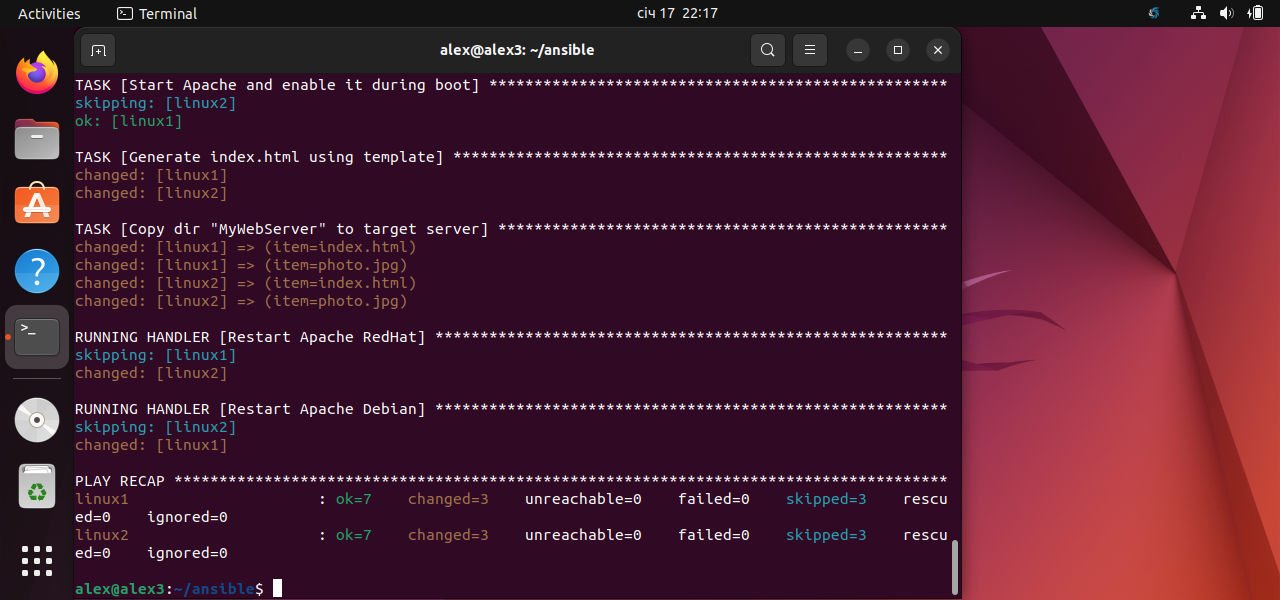 Activities
Terminal
січ 17 22:17
alex@alex3: ~/ansible
TASK [Start Apache and enable it during boot] ***************************************************
skipping: [linux2]
ok: [linux1]
TASK [Generate index.html using template] *******************************************************
changed: [linux1]
changed: [linux2]
TASK [Copy dir "MyWebServer" to target server] **************************************************
changed: [linux1] => (item=index.html)
changed: [linux1] => (item=photo.jpg)
changed: [linux2] => (item=index.html)
changed: [linux2] => (item=photo.jpg)
RUNNING HANDLER [Restart Apache RedHat] *********************************************************
skipping: [linux1]
changed: [linux2]
RUNNING HANDLER [Restart Apache Debian] *********************************************************
skipping: [linux2]
changed: [linux1]
PLAY RECAP **************************************************************************************
linux1                     : ok=7    changed=3    unreachable=0    failed=0    skipped=3    rescu
ed=0    ignored=0
linux2                     : ok=7    changed=3    unreachable=0    failed=0    skipped=3    rescu
ed=0    ignored=0
alex@alex3:~/ansible$